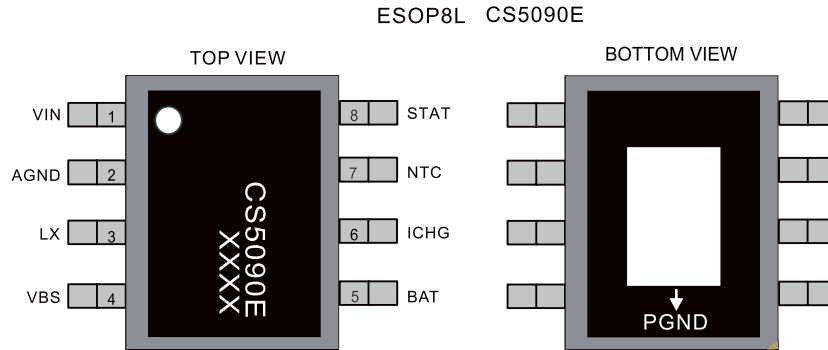 ESOP8L CS5090E
TOP VIEW
BOTTOM VIEW
VIN 1
8 STAT
AGND 2
7 NTC
LX 3
6 ICHG
VBS 4
5 BAT
CS5090E
XXXX
PGND